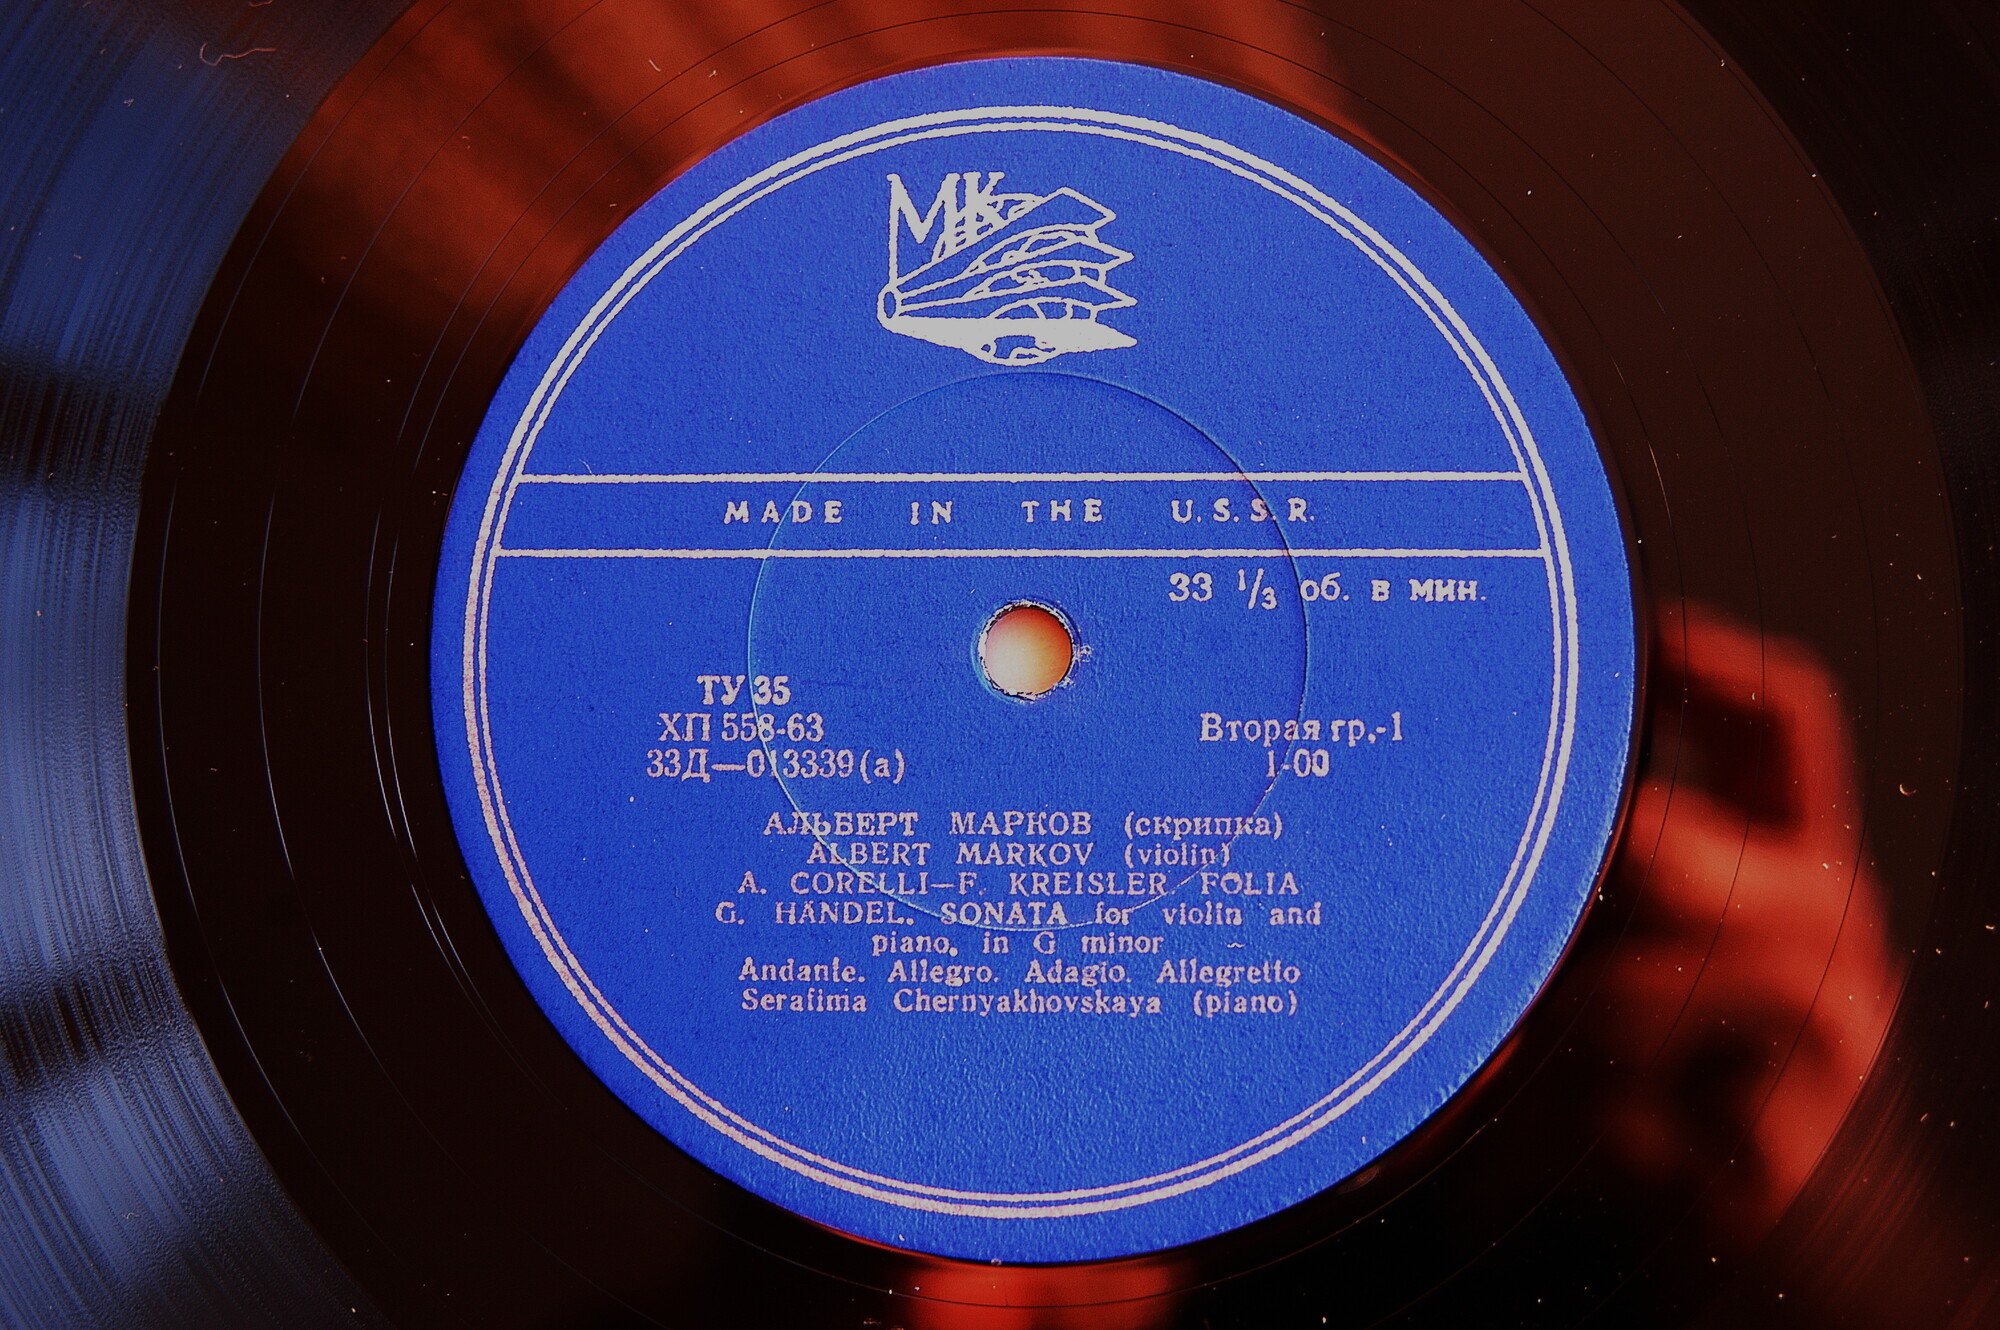 МК
MADE IN THE U.S.S.R.
33 1/3 об. в мин.
ТУ 35
ХП 558-63
33Д—013339(а)
Вторая гр.-1
1-00
АЛЬБЕРТ МАРКОВ (скрипка)
ALBERT MARKOV (violin)
A. CORELLI—F. KREISLER. FOLIA
G. HÄNDEL. SONATA for violin and
piano, in G minor
Andante. Allegro. Adagio. Allegretto
Serafima Chernyakhovskaya (piano)